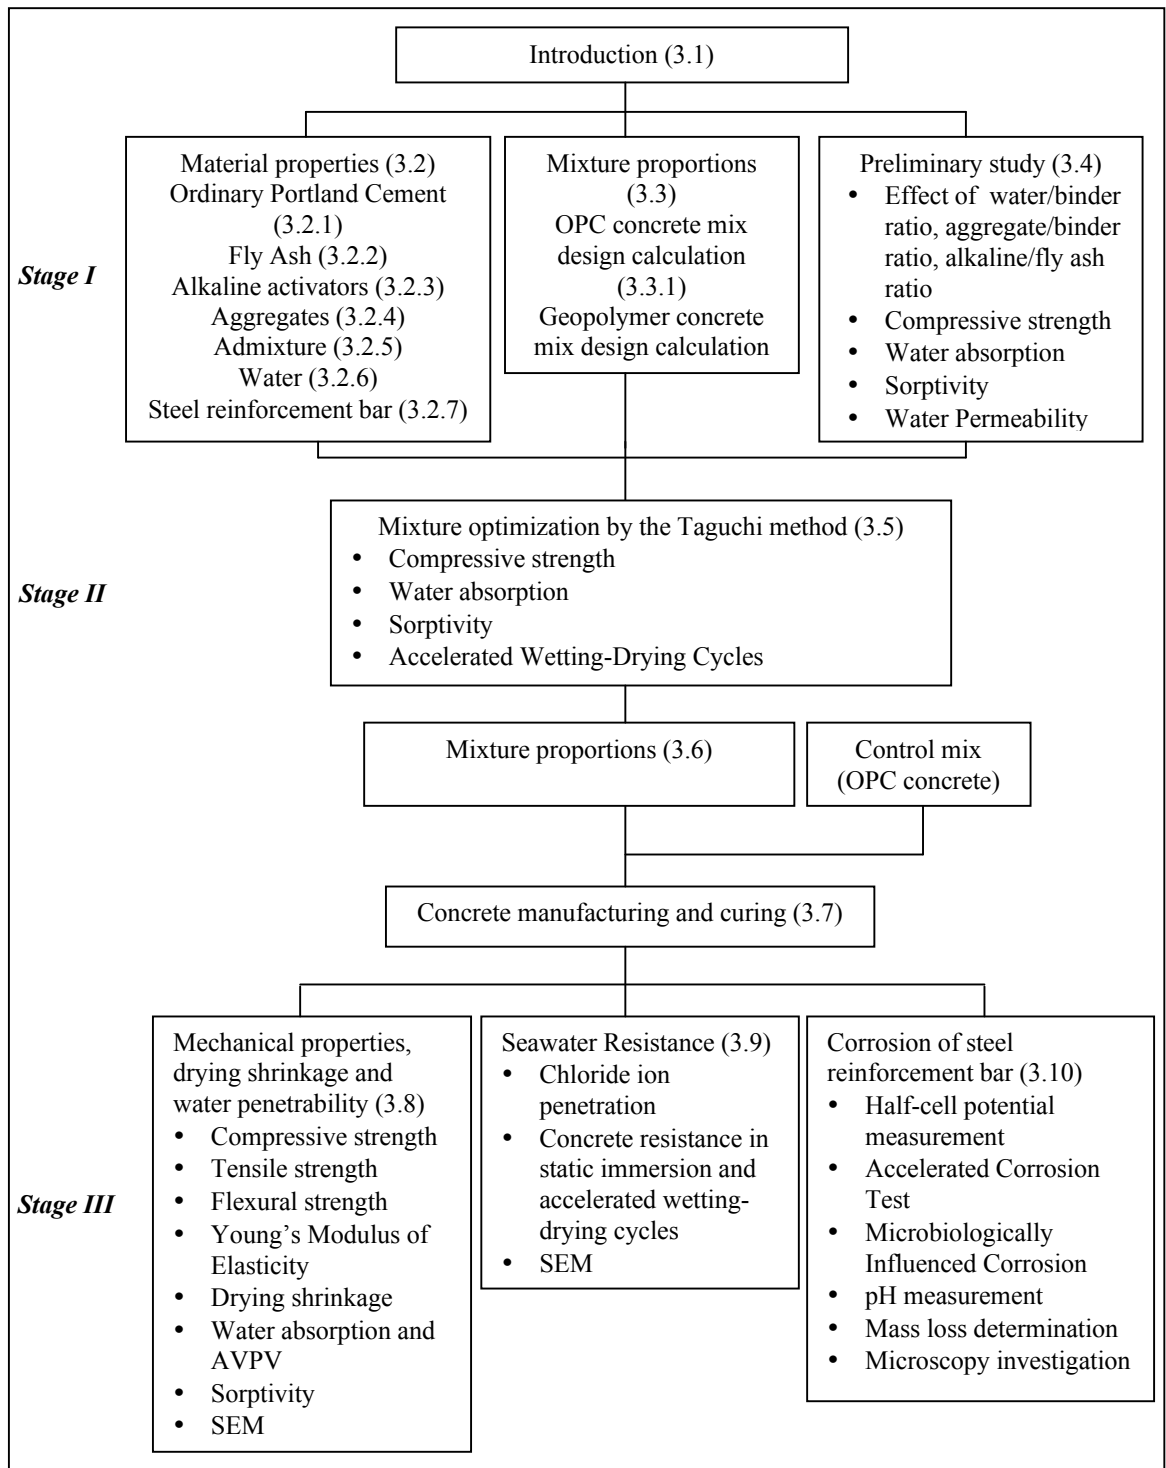 Introduction (3.1)
Stage I
Material properties (3.2)
Ordinary Portland Cement
(3.2.1)
Fly Ash (3.2.2)
Alkaline activators (3.2.3)
Aggregates (3.2.4)
Admixture (3.2.5)
Water (3.2.6)
Steel reinforcement bar (3.2.7)
Mixture proportions
(3.3)
OPC concrete mix
design calculation
(3.3.1)
Geopolymer concrete
mix design calculation
Preliminary study (3.4)
• Effect of water/binder
ratio, aggregate/binder
ratio, alkaline/fly ash
ratio
• Compressive strength
• Water absorption
• Sorptivity
• Water Permeability
Stage II
Mixture optimization by the Taguchi method (3.5)
• Compressive strength
• Water absorption
• Sorptivity
• Accelerated Wetting-Drying Cycles
Mixture proportions (3.6)
Control mix
(OPC concrete)
Concrete manufacturing and curing (3.7)
Stage III
Mechanical properties,
drying shrinkage and
water penetrability (3.8)
• Compressive strength
• Tensile strength
• Flexural strength
• Young's Modulus of
Elasticity
• Drying shrinkage
• Water absorption and
AVPV
• Sorptivity
• SEM
Seawater Resistance (3.9)
• Chloride ion
penetration
• Concrete resistance in
static immersion and
accelerated wetting-
drying cycles
• SEM
Corrosion of steel
reinforcement bar (3.10)
• Half-cell potential
measurement
• Accelerated Corrosion
Test
• Microbiologically
Influenced Corrosion
• pH measurement
• Mass loss determination
• Microscopy investigation